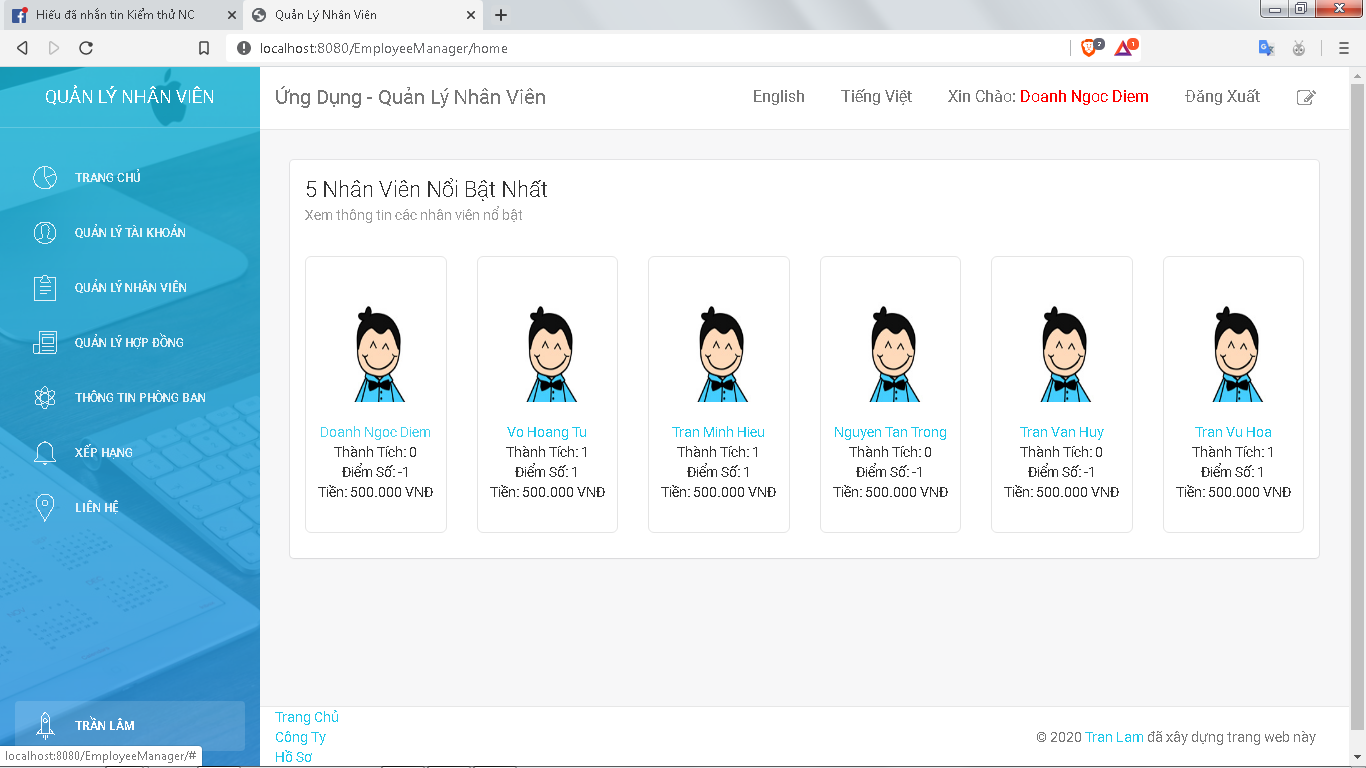 Hiếu đã nhắn tin Kiểm thử NC
Quản Lý Nhân Viên
localhost:8080/EmployeeManager/home
7
1
QUẢN LÝ NHÂN VIÊN
Ứng Dụng - Quản Lý Nhân Viên
English
Tiếng Việt
Xin Chào: Doanh Ngoc Diem
Đăng Xuất
TRANG CHỦ
QUẢN LÝ TÀI KHOẢN
QUẢN LÝ NHÂN VIÊN
QUẢN LÝ HỢP ĐỒNG
THÔNG TIN PHÒNG BAN
XẾP HẠNG
LIÊN HỆ
TRẦN LÂM
localhost:8080/EmployeeManager/#
5 Nhân Viên Nổi Bật Nhất
Xem thông tin các nhân viên nổ bật
Doanh Ngoc Diem
Thành Tích: 0
Điểm Số: -1
Tiền: 500.000 VNĐ
Vo Hoang Tu
Thành Tích: 1
Điểm Số: 1
Tiền: 500.000 VNĐ
Tran Minh Hieu
Thành Tích: 1
Điểm Số: 1
Tiền: 500.000 VNĐ
Nguyen Tan Trong
Thành Tích: 0
Điểm Số: -1
Tiền: 500.000 VNĐ
Tran Van Huy
Thành Tích: 0
Điểm Số: -1
Tiền: 500.000 VNĐ
Tran Vu Hoa
Thành Tích: 1
Điểm Số: 1
Tiền: 500.000 VNĐ
Trang Chủ
Công Ty
Hồ Sơ
© 2020 Tran Lam đã xây dựng trang web này